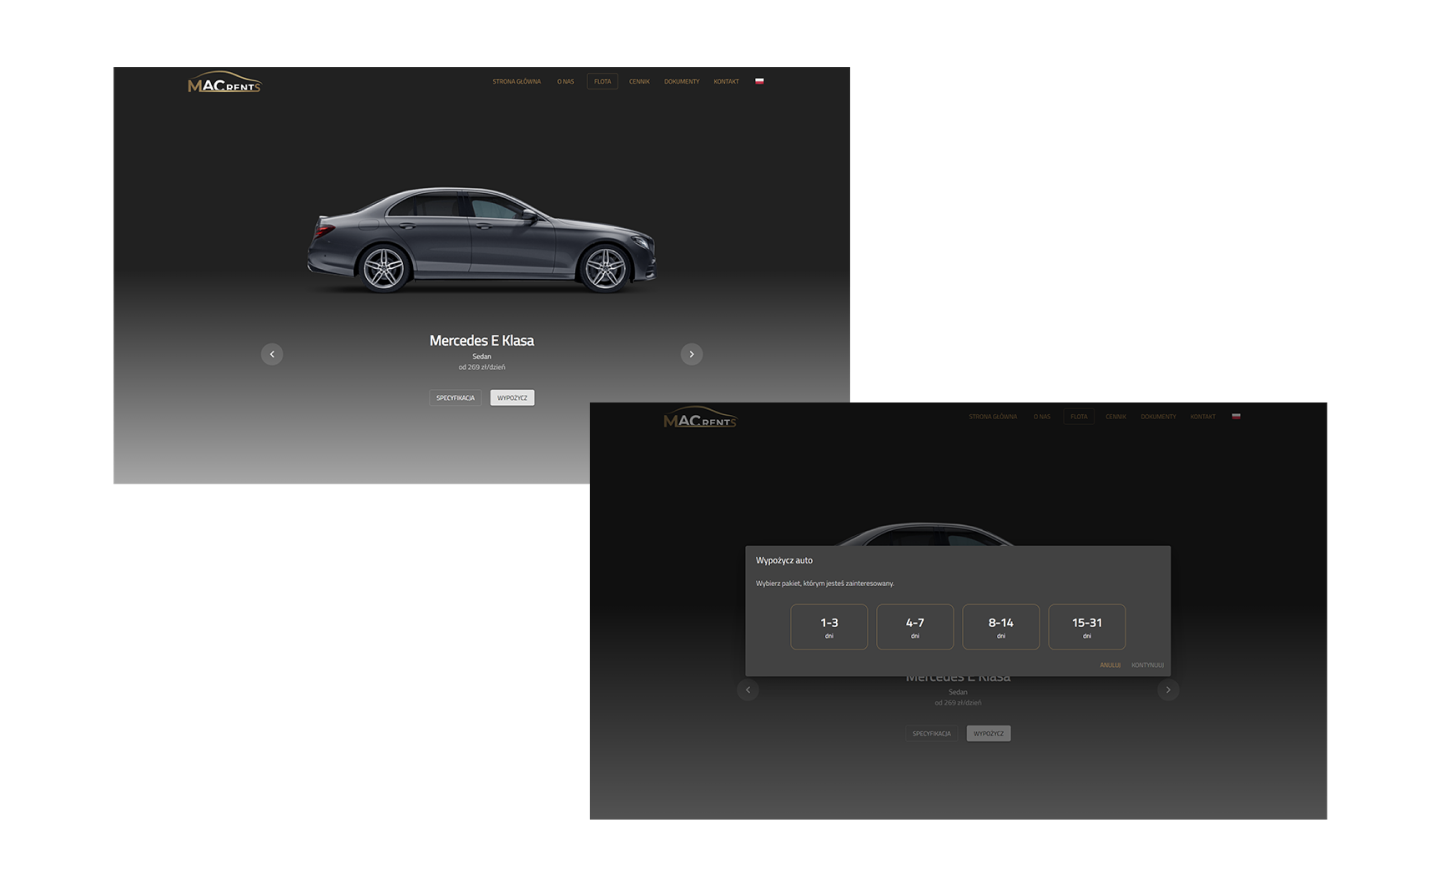 MAC RENTS
STRONA GŁÓWNA O NAS FLOTA CENNIK DOKUMENTY KONTAKT
Mercedes E Klasa
Sedan
od 269 zł/dzień
SPECYFIKACJA WYPOŻYCZ
MAC RENTS
STRONA GŁÓWNA O NAS FLOTA CENNIK DOKUMENTY KONTAKT
Wypożycz auto
Wybierz pakiet, którym jesteś zainteresowany.
1-3 4-7 8-14 15-31
dni dni dni dni
ANULUJ KONTYNUUJ
Mercedes E Klasa
Sedan
od 269 zł/dzień
SPECYFIKACJA WYPOŻYCZ